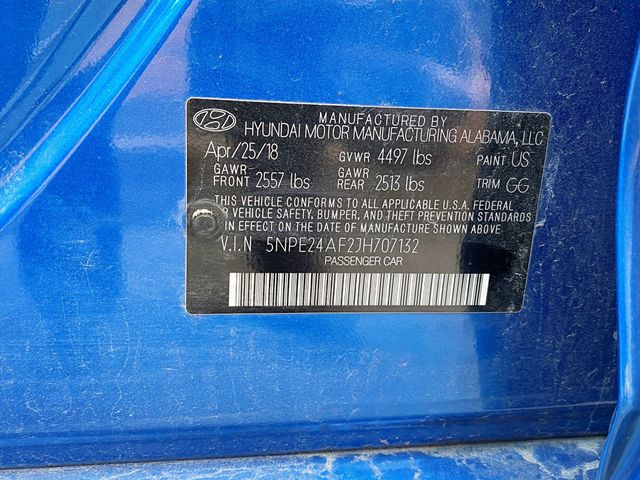 MANUFACTURED BY
HYUNDAI MOTOR MANUFACTURING ALABAMA, LLC
Apr/25/18 GVWR 4497 lbs PAINT US
GAWR FRONT 2557 lbs GAWR REAR 2513 lbs TRIM GG
THIS VEHICLE CONFORMS TO ALL APPLICABLE U.S.A. FEDERAL
MOTOR VEHICLE SAFETY, BUMPER, AND THEFT PREVENTION STANDARDS
IN EFFECT ON THE DATE OF MANUFACTURE SHOWN ABOVE.
V.I.N 5NPE24AF2JH707132
PASSENGER CAR